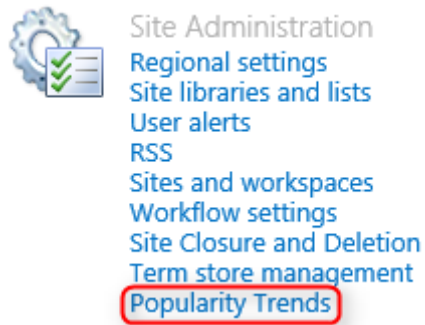 Site Administration
Regional settings
Site libraries and lists
User alerts
RSS
Sites and workspaces
Workflow settings
Site Closure and Deletion
Term store management
Popularity Trends